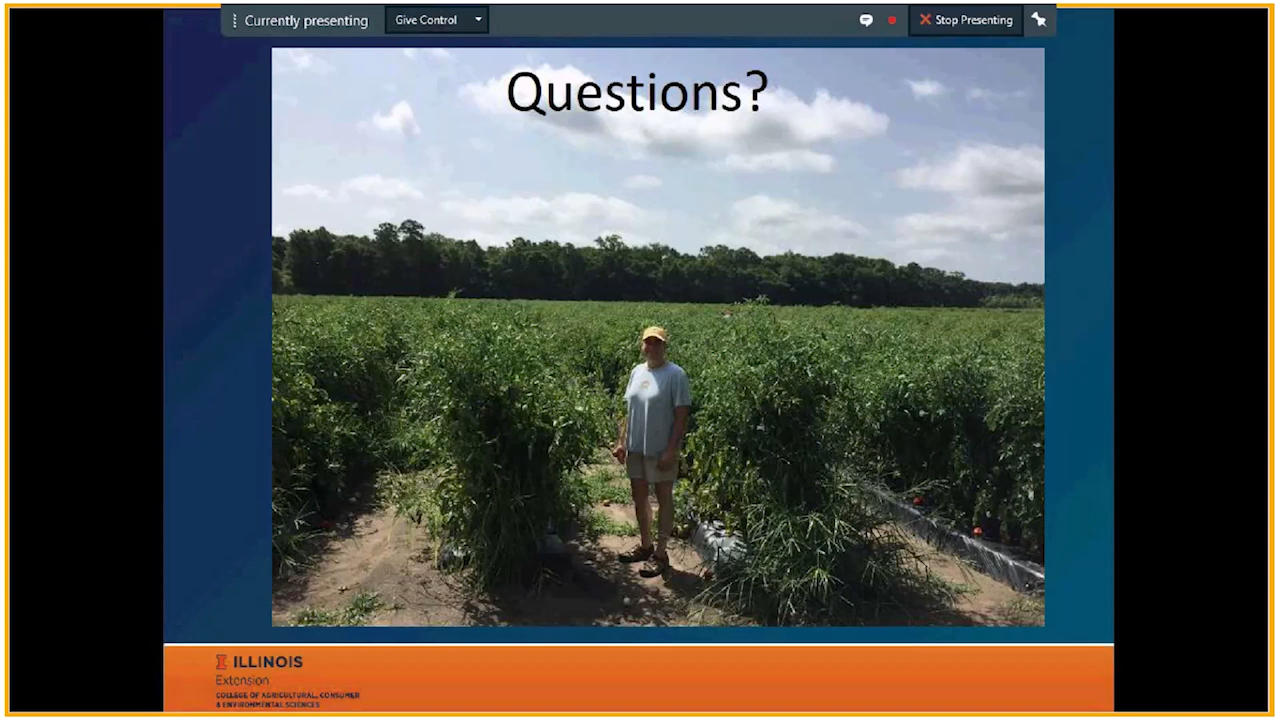 Currently presenting
Give Control
Stop Presenting
Questions?
ILLINOIS
Extension
COLLEGE OF AGRICULTURAL, CONSUMER
& ENVIRONMENTAL SCIENCES